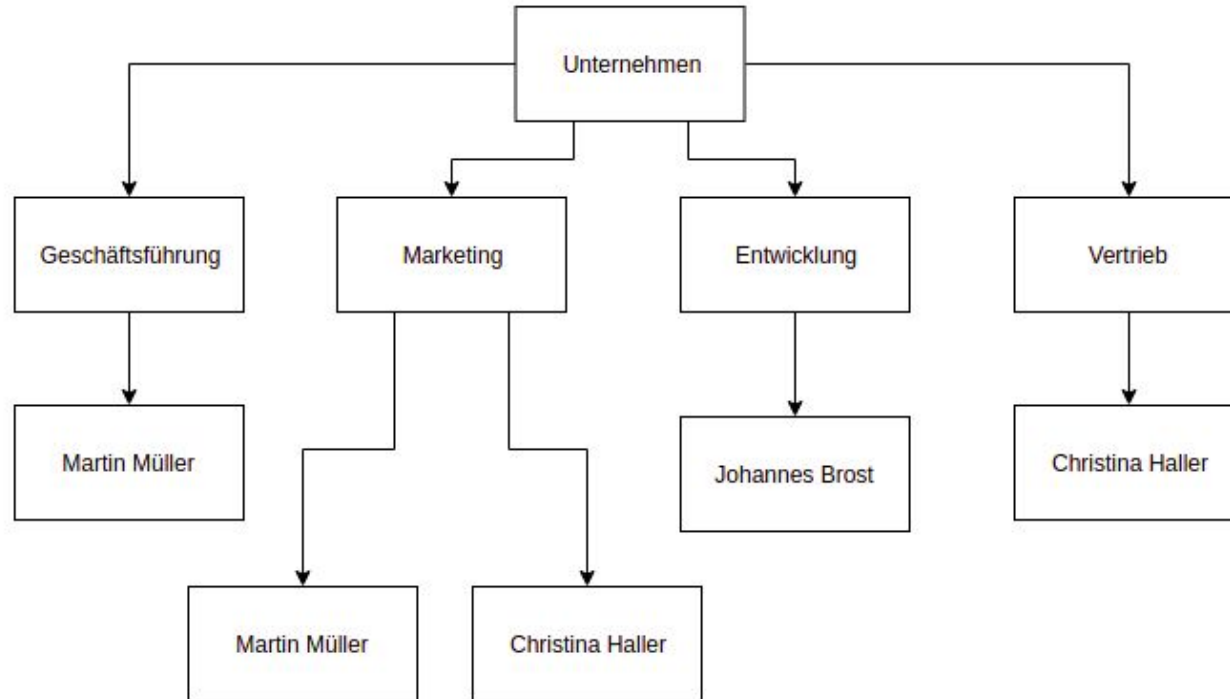 Unternehmen
Geschäftsführung
Marketing
Entwicklung
Vertrieb
Martin Müller
Johannes Brost
Christina Haller
Martin Müller
Christina Haller